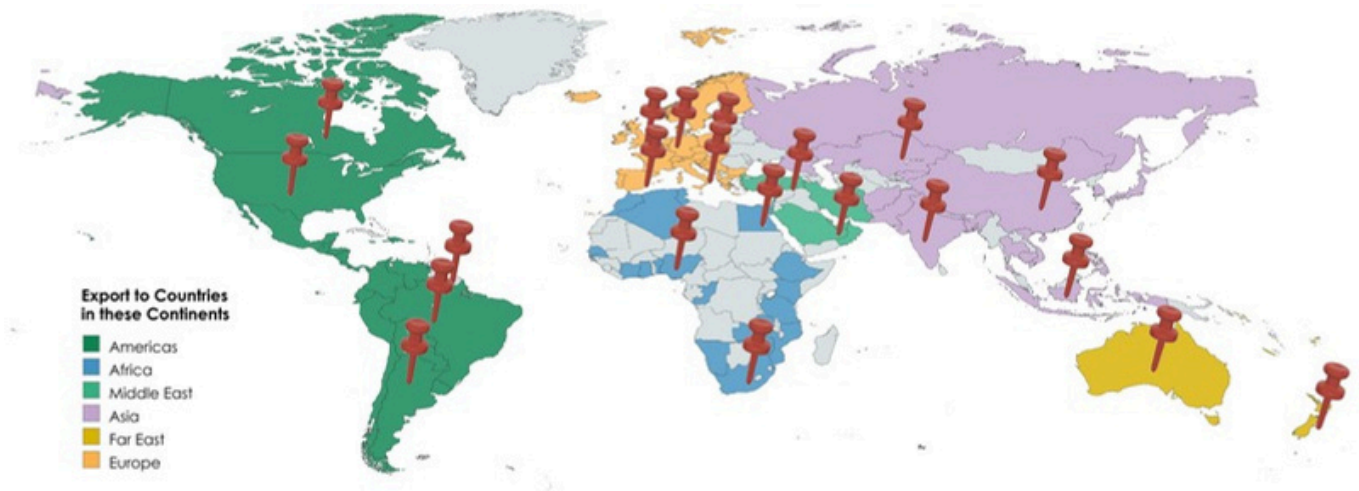 Export to Countries
in these Continents
Americas
Africa
Middle East
Asia
Far East
Europe